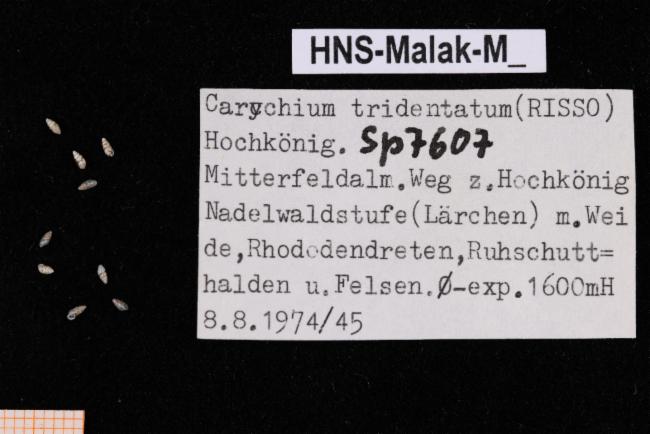 HNS-Malak-M_
Carychium tridentatum(RISSO)
Hochkönig. Sp7607
Mitterfeldalm.Weg z.Hochkönig
Nadelwaldstufe(Lärchen) m.Wei
de,Rhododendreten,Ruhschutt=
halden u.Felsen.Ø-exp.1600mH
8.8.1974/45